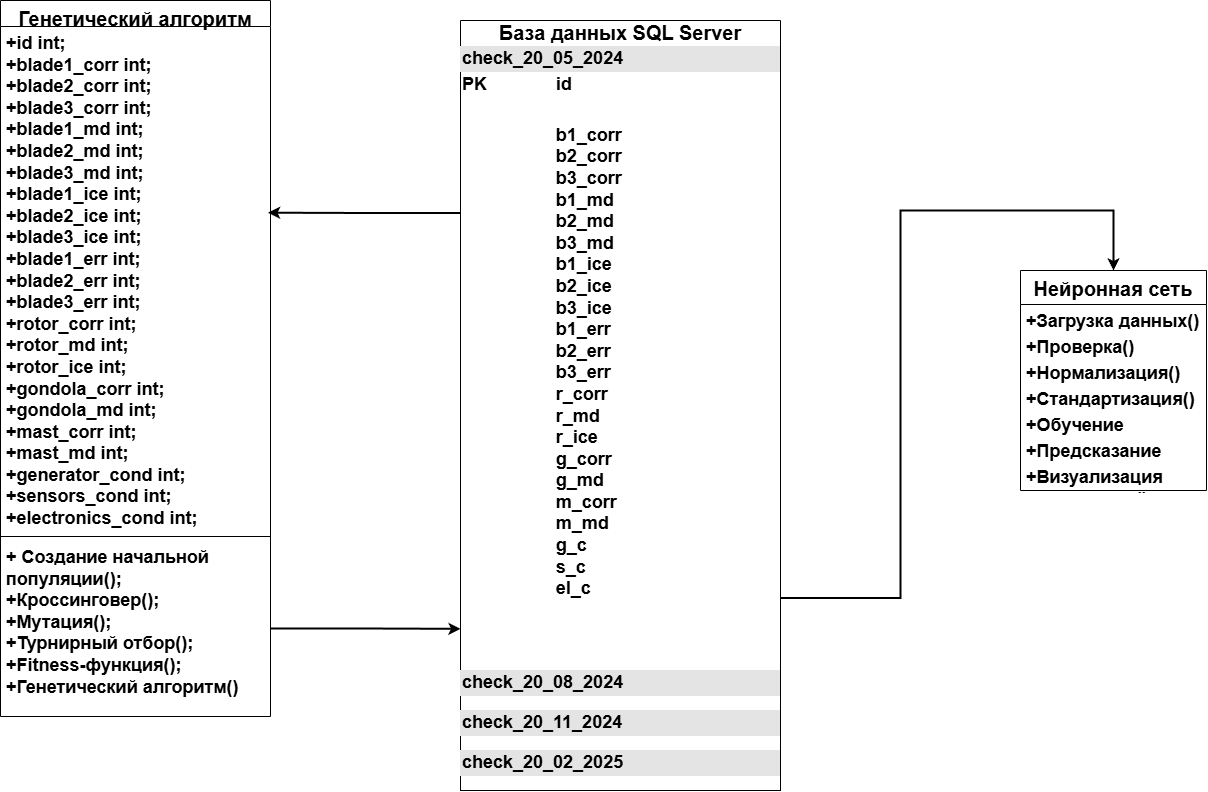 Генетический алгоритм
+id int;
+blade1_corr int;
+blade2_corr int;
+blade3_corr int;
+blade1_md int;
+blade2_md int;
+blade3_md int;
+blade1_ice int;
+blade2_ice int;
+blade3_ice int;
+blade1_err int;
+blade2_err int;
+blade3_err int;
+rotor_corr int;
+rotor_md int;
+rotor_ice int;
+gondola_corr int;
+gondola_md int;
+mast_corr int;
+mast_md int;
+generator_cond int;
+sensors_cond int;
+electronics_cond int;
+ Создание начальной
популяции();
+Кроссинговер();
+Мутация();
+Турнирный отбор();
+Fitness-функция();
+Генетический алгоритм()
База данных SQL Server
check_20_05_2024
PK id
b1_corr
b2_corr
b3_corr
b1_md
b2_md
b3_md
b1_ice
b2_ice
b3_ice
b1_err
b2_err
b3_err
r_corr
r_md
r_ice
g_corr
g_md
m_corr
m_md
g_c
s_c
el_c
check_20_08_2024
check_20_11_2024
check_20_02_2025
Нейронная сеть
+Загрузка данных()
+Проверка()
+Нормализация()
+Стандартизация()
+Обучение
+Предсказание
+Визуализация